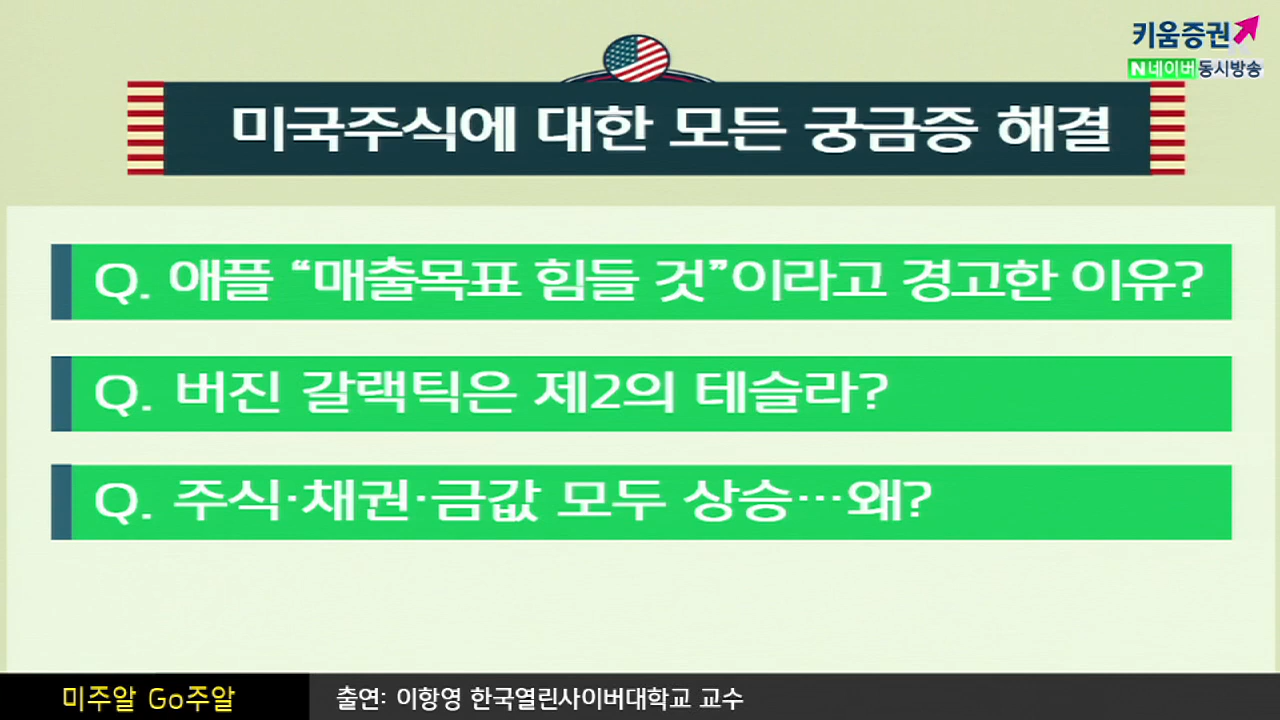 키움증권
N 네이버 동시방송
미국주식에 대한 모든 궁금증 해결
Q. 애플 “매출목표 힘들 것”이라고 경고한 이유?
Q. 버진 갈랙틱은 제2의 테슬라?
Q. 주식·채권·금값 모두 상승…왜?
미주알 Go주알
출연: 이항영 한국열린사이버대학교 교수